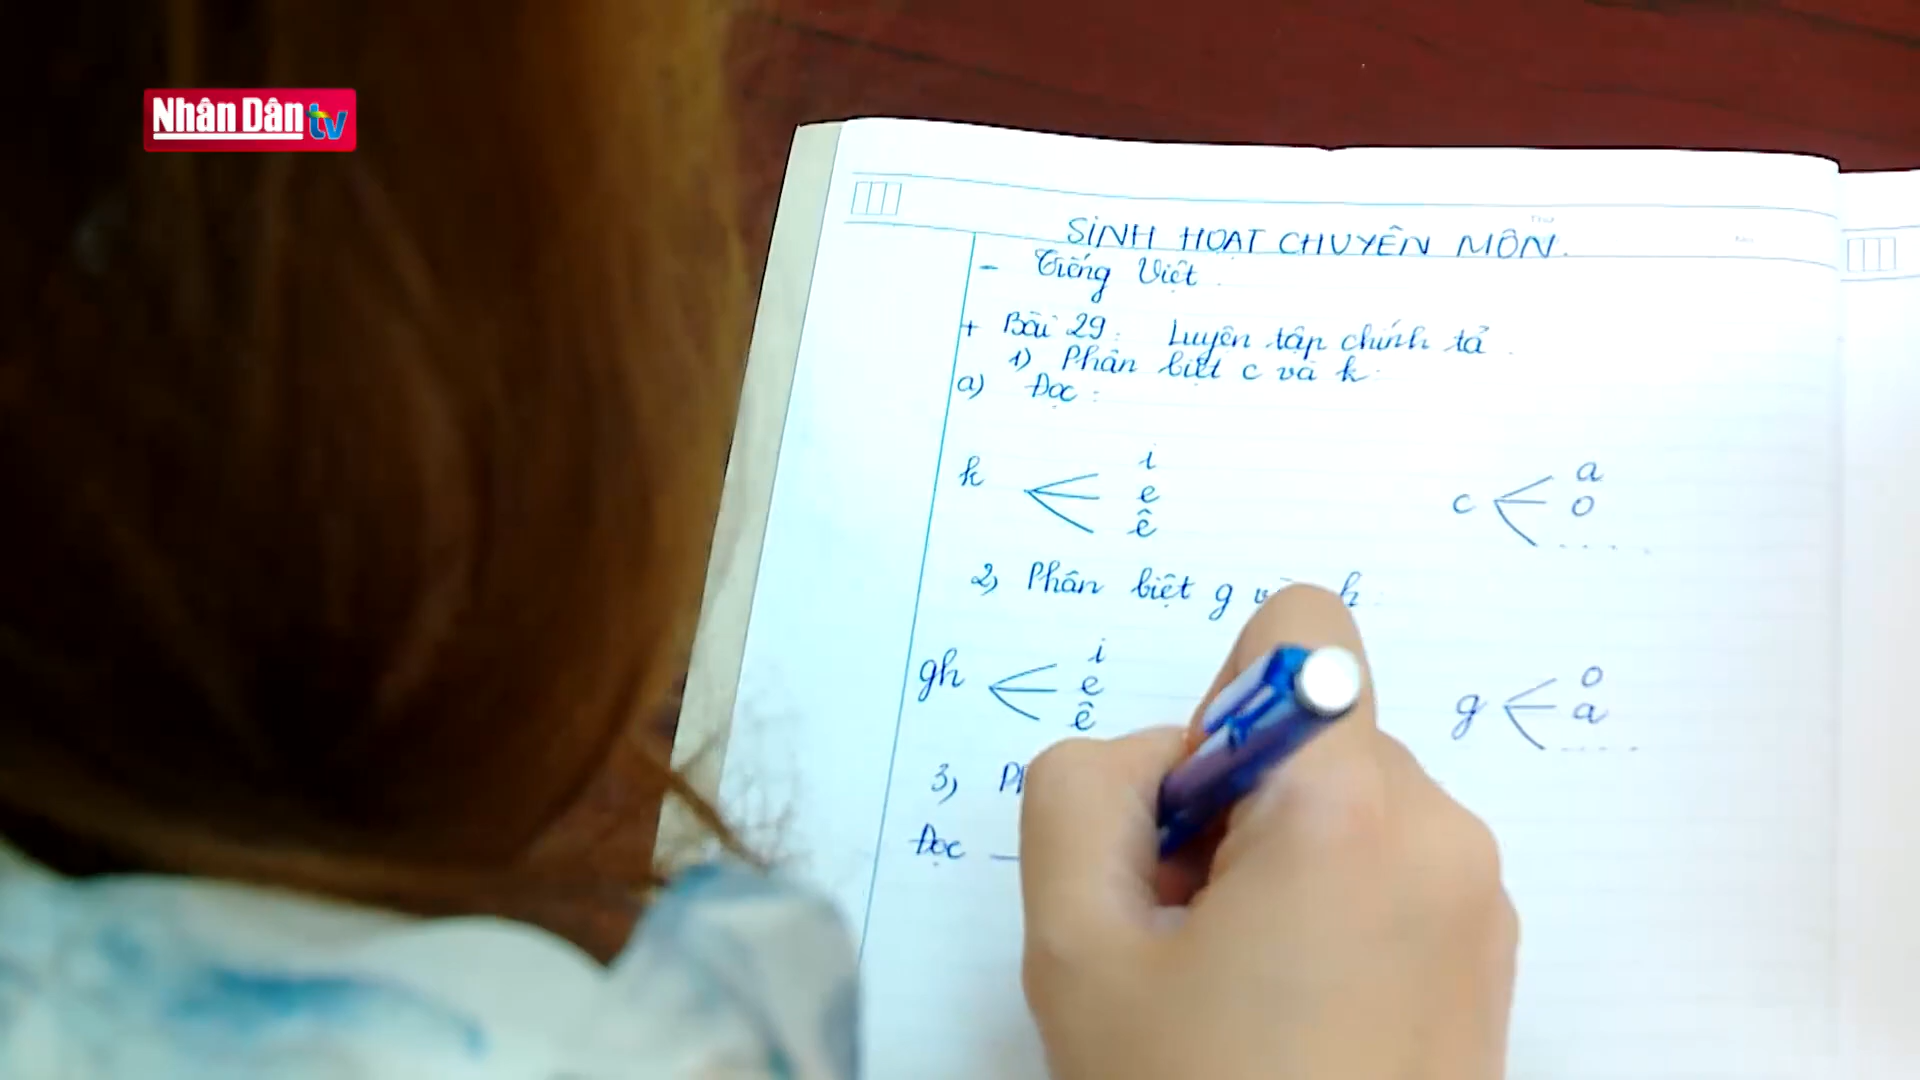 Nhân Dân tv
SINH HOẠT CHUYÊN MÔN.
- Tiếng Việt.
+ Bài 29: Luyện tập chính tả.
1) Phân biệt c và k:
a) Đọc:
k i e ê c a o ....
2) Phân biệt g
gh i e ê g o a ....
3)
Đọc